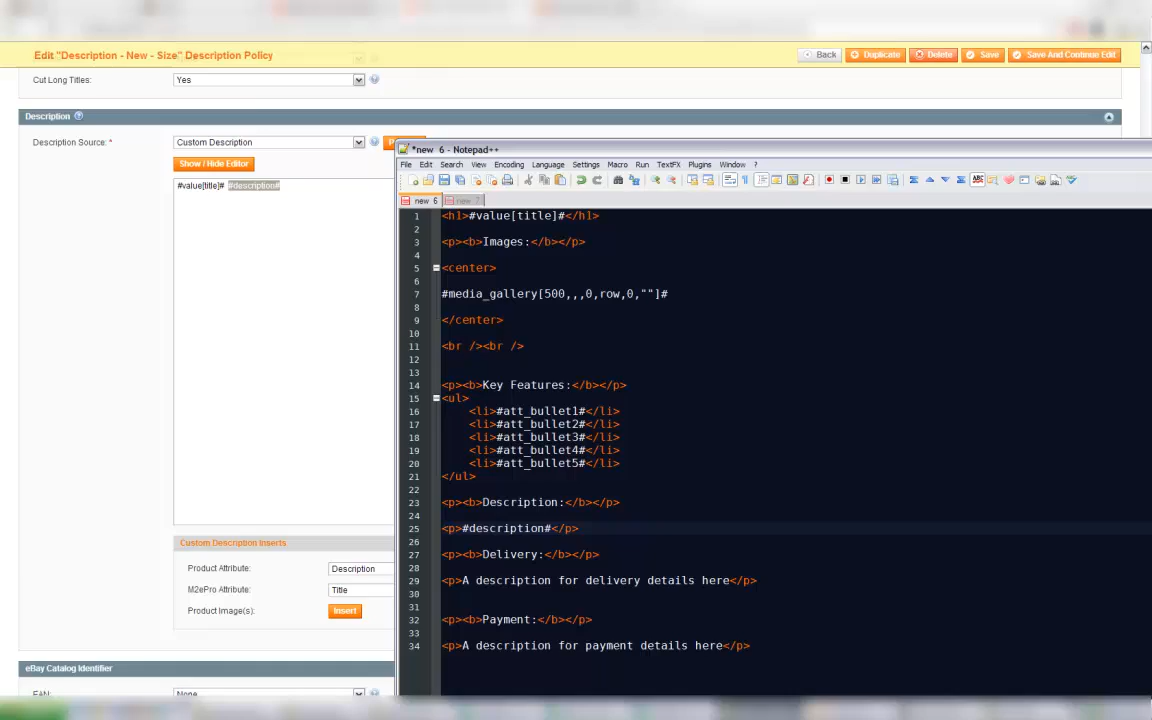 Edit "Description - New - Size" Description Policy
Back
Duplicate
Delete
Save
Save And Continue Edit
Cut Long Titles:
Yes
Description
Description Source: *
Custom Description
Show / Hide Editor
#value[title]# #description#
*new 6 - Notepad++
File Edit Search View Encoding Language Settings Macro Run TextFX Plugins Window ?
new 6
new
1 <h1>#value[title]#</h1>
2
3 <p><b>Images:</b></p>
4
5 <center>
6
7 #media_gallery[500,,,0,row,0,""]#
8
9 </center>
10
11 <br /><br />
12
13
14 <p><b>Key Features:</b></p>
15 <ul>
16 <li>#att_bullet1#</li>
17 <li>#att_bullet2#</li>
18 <li>#att_bullet3#</li>
19 <li>#att_bullet4#</li>
20 <li>#att_bullet5#</li>
21 </ul>
22
23 <p><b>Description:</b></p>
24
25 <p>#description#</p>
26
27 <p><b>Delivery:</b></p>
28
29 <p>A description for delivery details here</p>
30
31
32 <p><b>Payment:</b></p>
33
34 <p>A description for payment details here</p>
Custom Description Inserts
Product Attribute:
Description
M2ePro Attribute:
Title
Product Image(s):
Insert
eBay Catalog Identifier
EAN:
None